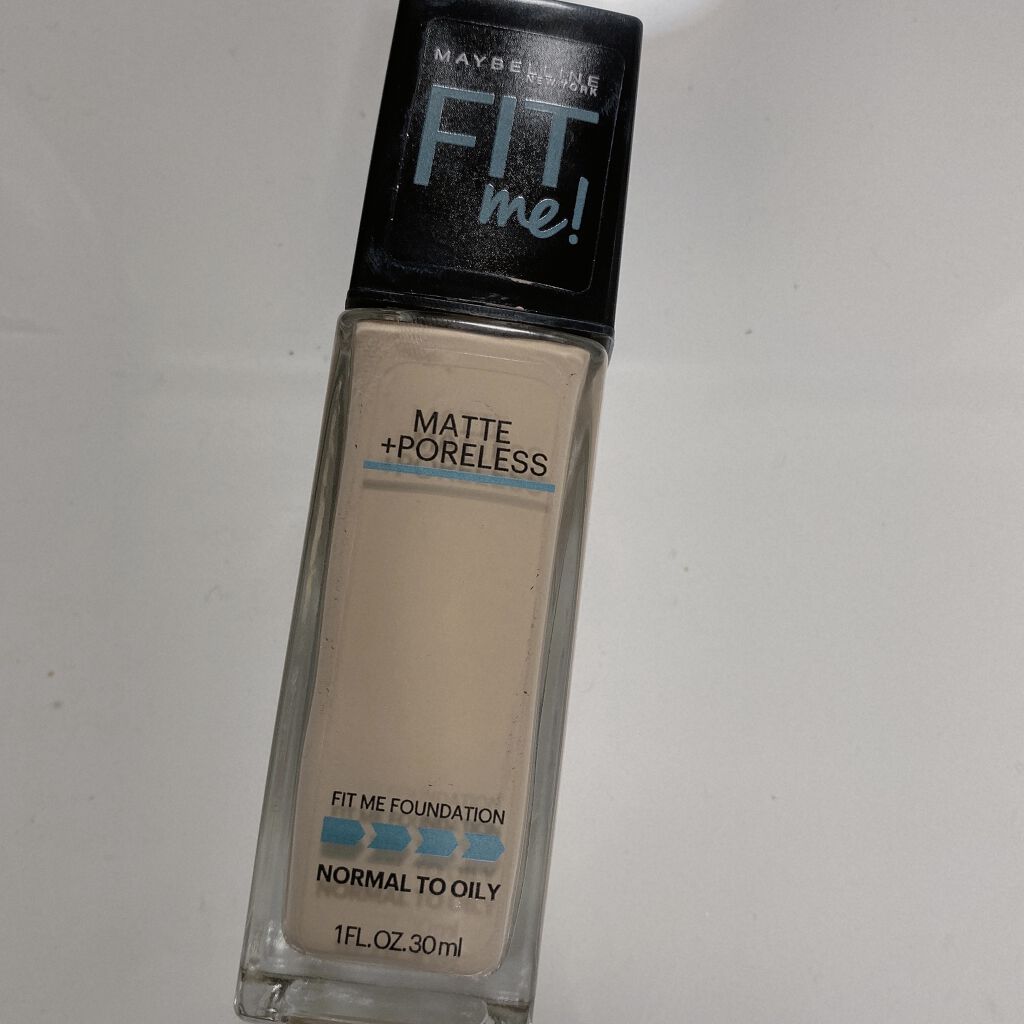 MAYBELLINE
NEW YORK
FIT
me!
MATTE
+PORELESS
FIT ME FOUNDATION
NORMAL TO OILY
1FL.OZ.30ml